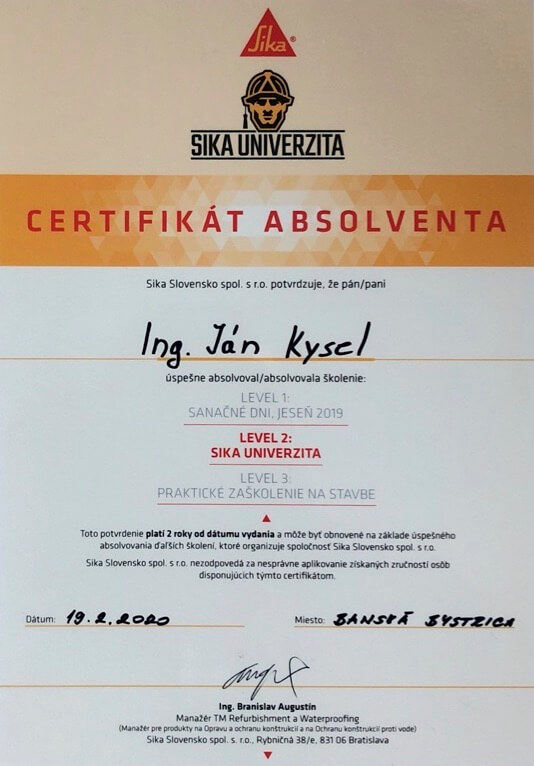 Sika®
SIKA UNIVERZITA
CERTIFIKÁT ABSOLVENTA
Sika Slovensko spol. s r.o. potvrdzuje, že pán/pani
Ing. Ján Kysel
úspešne absolvoval/absolvovala školenie:
LEVEL 1:
SANAČNÉ DNI, JESEŇ 2019
LEVEL 2:
SIKA UNIVERZITA
LEVEL 3:
PRAKTICKÉ ZAŠKOLENIE NA STAVBE
Toto potvrdenie platí 2 roky od dátumu vydania a môže byť obnovené na základe úspešného
absolvovania ďaľších školení, ktoré organizuje spoločnosť Sika Slovensko spol. s r.o.
Sika Slovensko spol. s r.o. nezodpovedá za nesprávne aplikovanie získaných zručností osôb
disponujúcich týmto certifikátom.
Dátum: 19.2.2020 Miesto: BANSKÁ BYSTRICA
Ing. Branislav Augustín
Manažér TM Refurbishment a Waterproofing
(Manažér pre produkty na Opravu a ochranu konštrukcií a na Ochranu konštrukcií proti vode)
Sika Slovensko spol. s r.o., Rybničná 38/e, 831 06 Bratislava